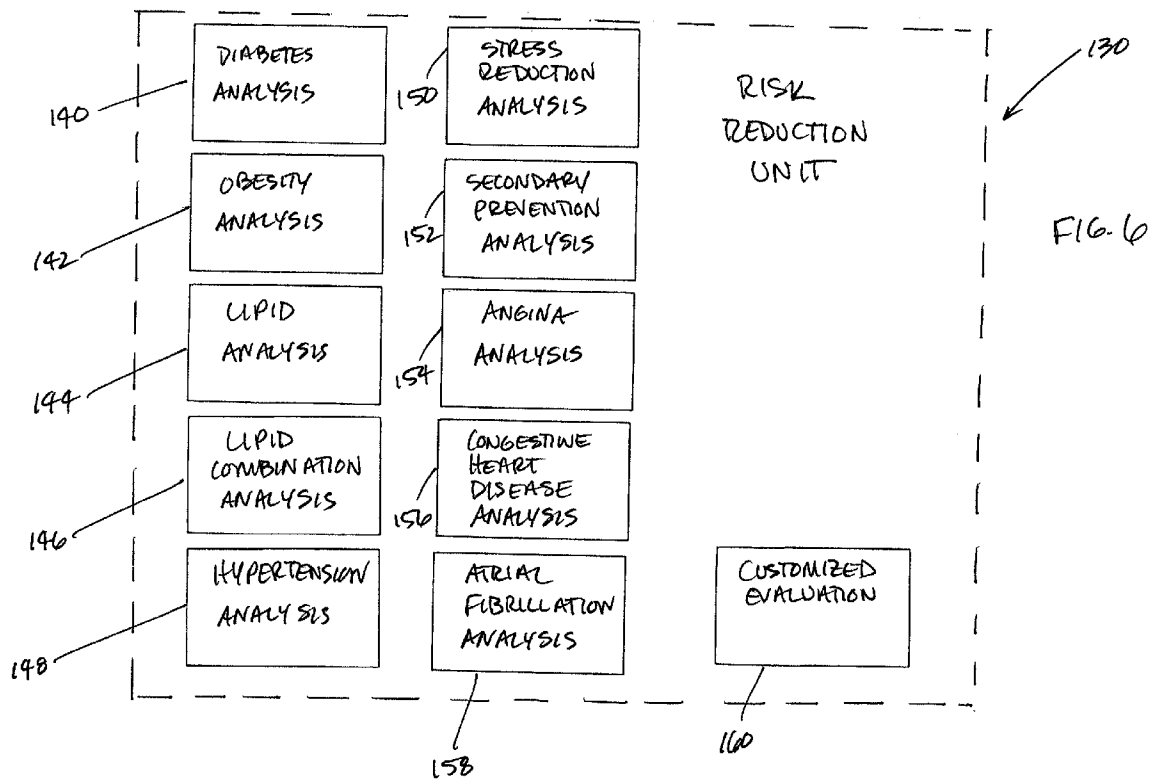 DIABETES
ANALYSIS
140
OBESITY
ANALYSIS
142
LIPID
ANALYSIS
144
LIPID
COMBINATION
ANALYSIS
146
HYPERTENSION
ANALYSIS
148
STRESS
REDUCTION
ANALYSIS
150
SECONDARY
PREVENTION
ANALYSIS
152
ANGINA
ANALYSIS
154
CONGESTIVE
HEART
DISEASE
ANALYSIS
156
ATRIAL
FIBRILLATION
ANALYSIS
158
RISK
REDUCTION
UNIT
130
CUSTOMIZED
EVALUATION
160
FIG. 6